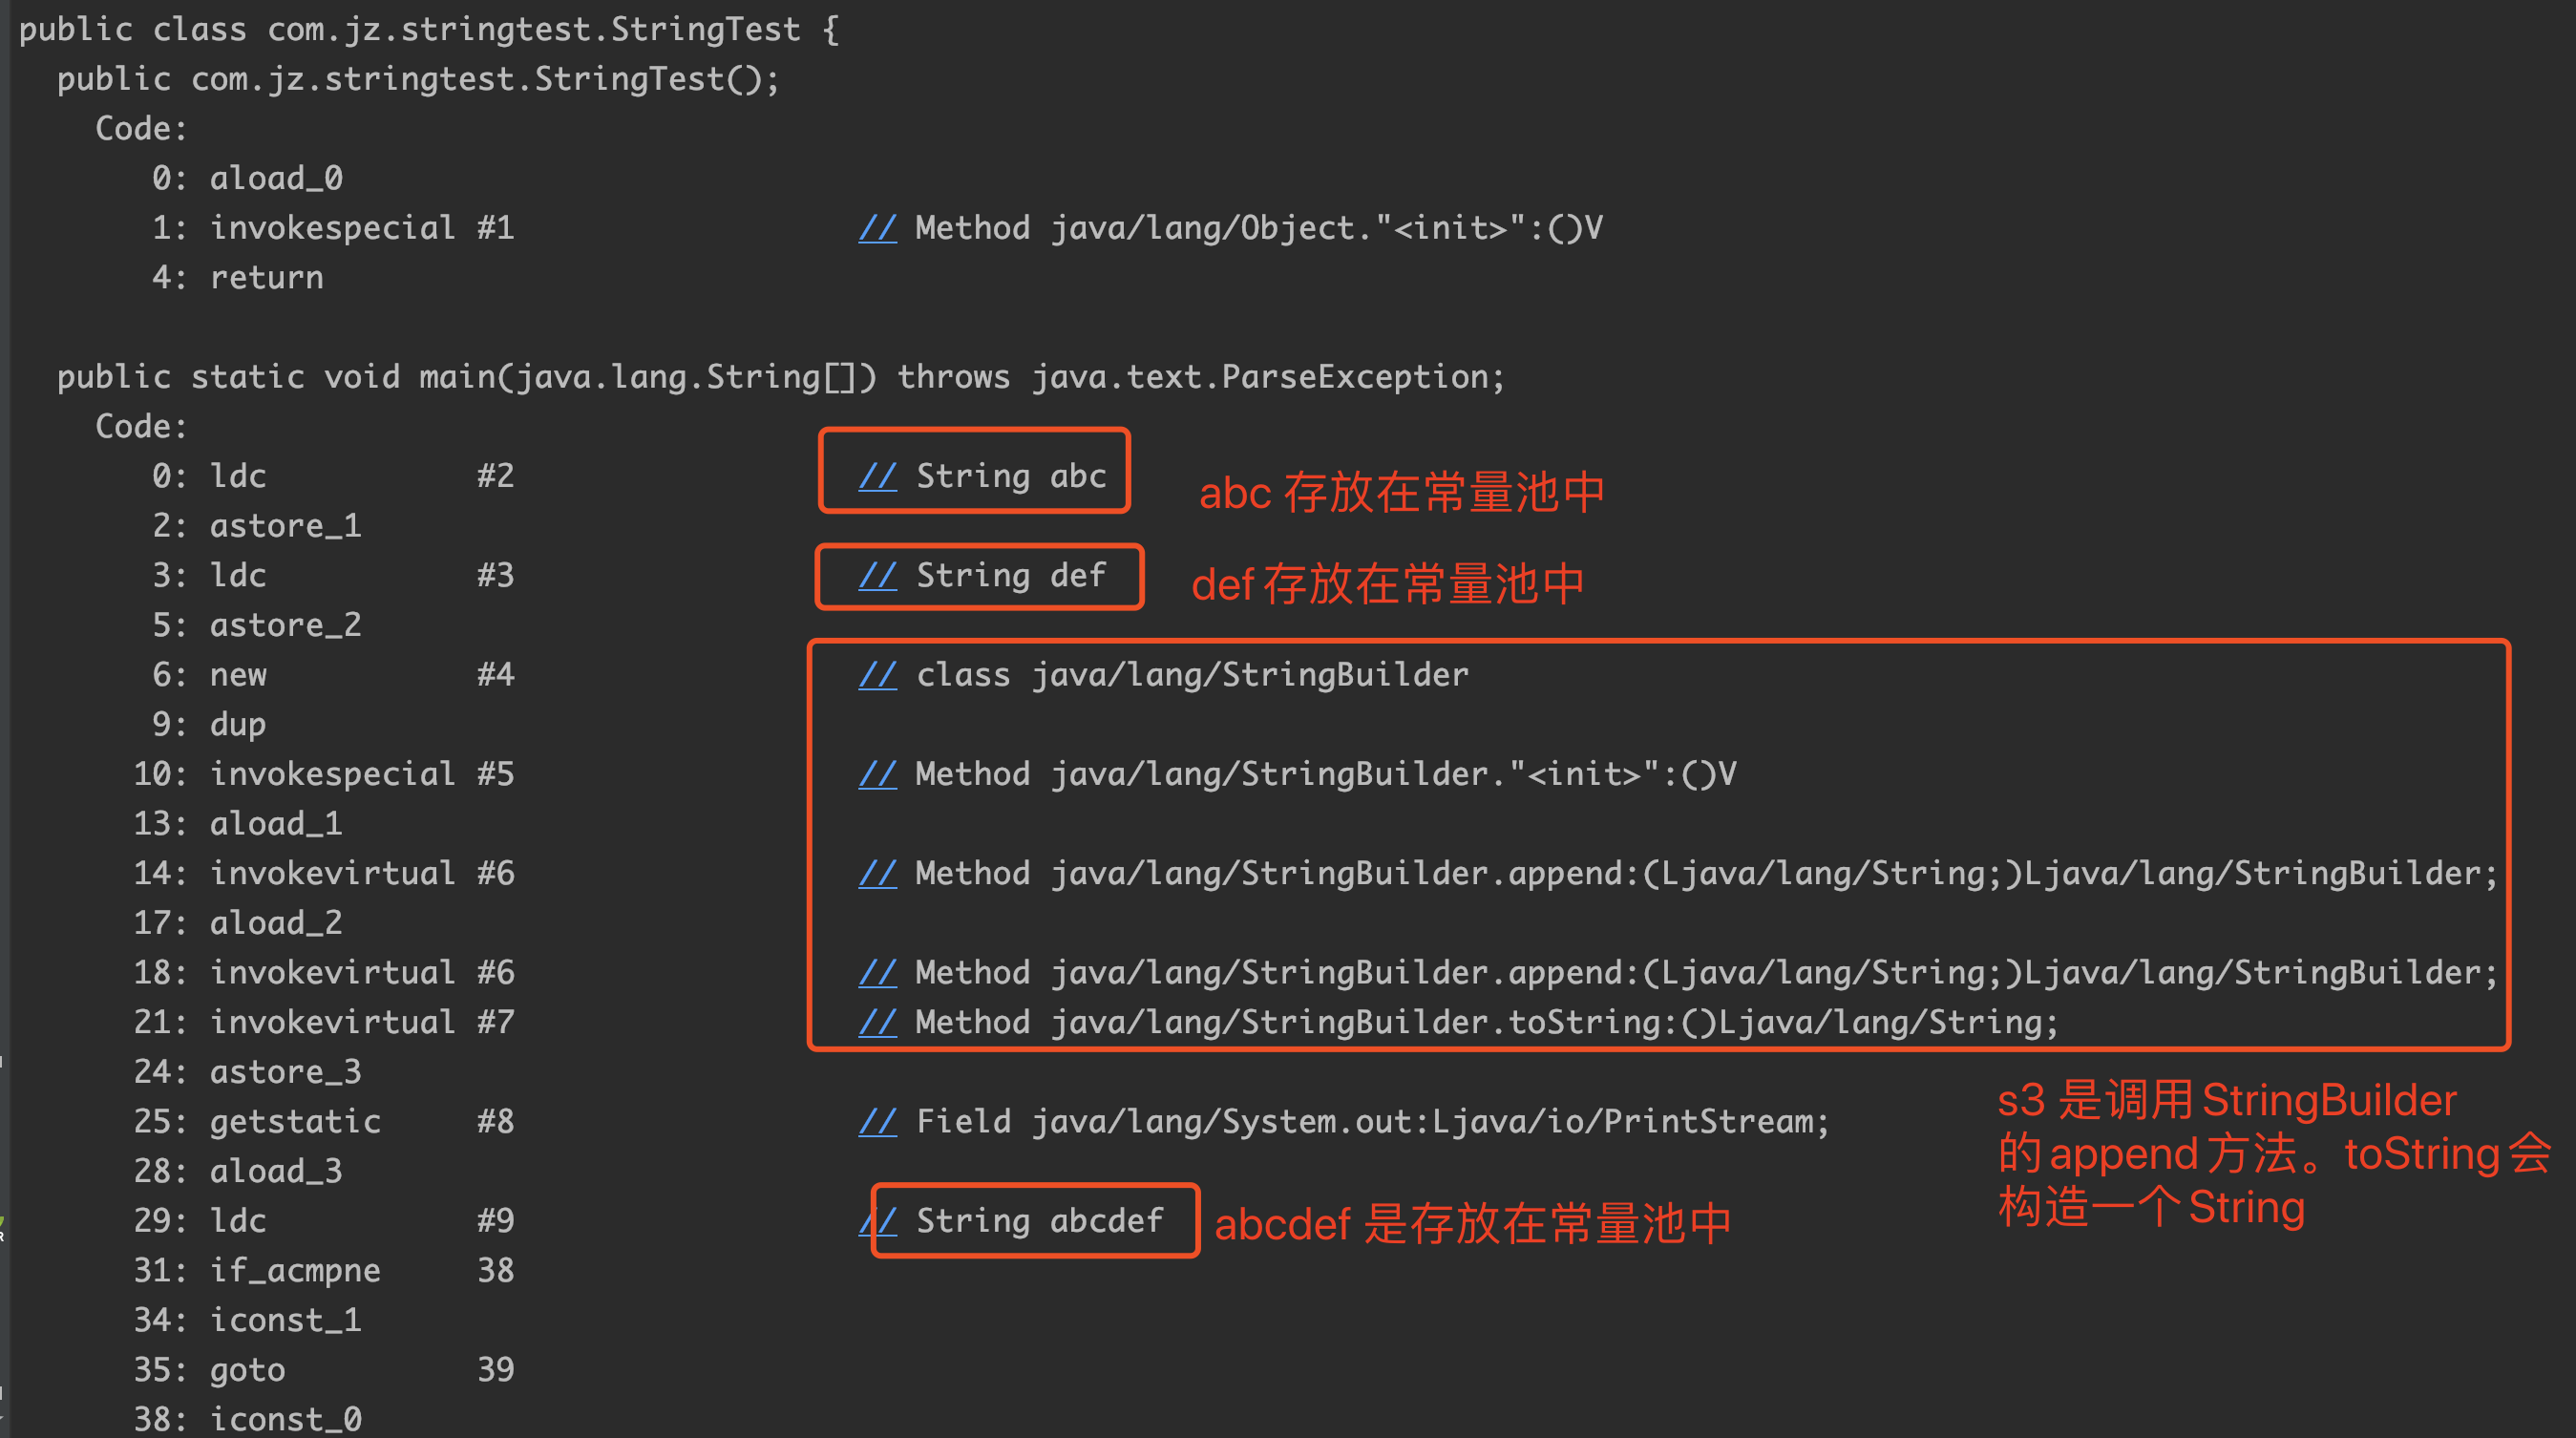 public class com.jz.stringtest.StringTest {
  public com.jz.stringtest.StringTest();
    Code:
       0: aload_0
       1: invokespecial #1                  // Method java/lang/Object."<init>":()V
       4: return

  public static void main(java.lang.String[]) throws java.text.ParseException;
    Code:
       0: ldc           #2                  // String abc
abc 存放在常量池中
       2: astore_1
       3: ldc           #3                  // String def
def 存放在常量池中
       5: astore_2
       6: new           #4                  // class java/lang/StringBuilder
       9: dup
      10: invokespecial #5                  // Method java/lang/StringBuilder."<init>":()V
      13: aload_1
      14: invokevirtual #6                  // Method java/lang/StringBuilder.append:(Ljava/lang/String;)Ljava/lang/StringBuilder;
      17: aload_2
      18: invokevirtual #6                  // Method java/lang/StringBuilder.append:(Ljava/lang/String;)Ljava/lang/StringBuilder;
      21: invokevirtual #7                  // Method java/lang/StringBuilder.toString:()Ljava/lang/String;
      24: astore_3
      25: getstatic     #8                  // Field java/lang/System.out:Ljava/io/PrintStream;
s3 是调用 StringBuilder
的 append 方法。toString 会
构造一个 String
      28: aload_3
      29: ldc           #9                  // String abcdef
abcdef 是存放在常量池中
      31: if_acmpne     38
      34: iconst_1
      35: goto          39
      38: iconst_0